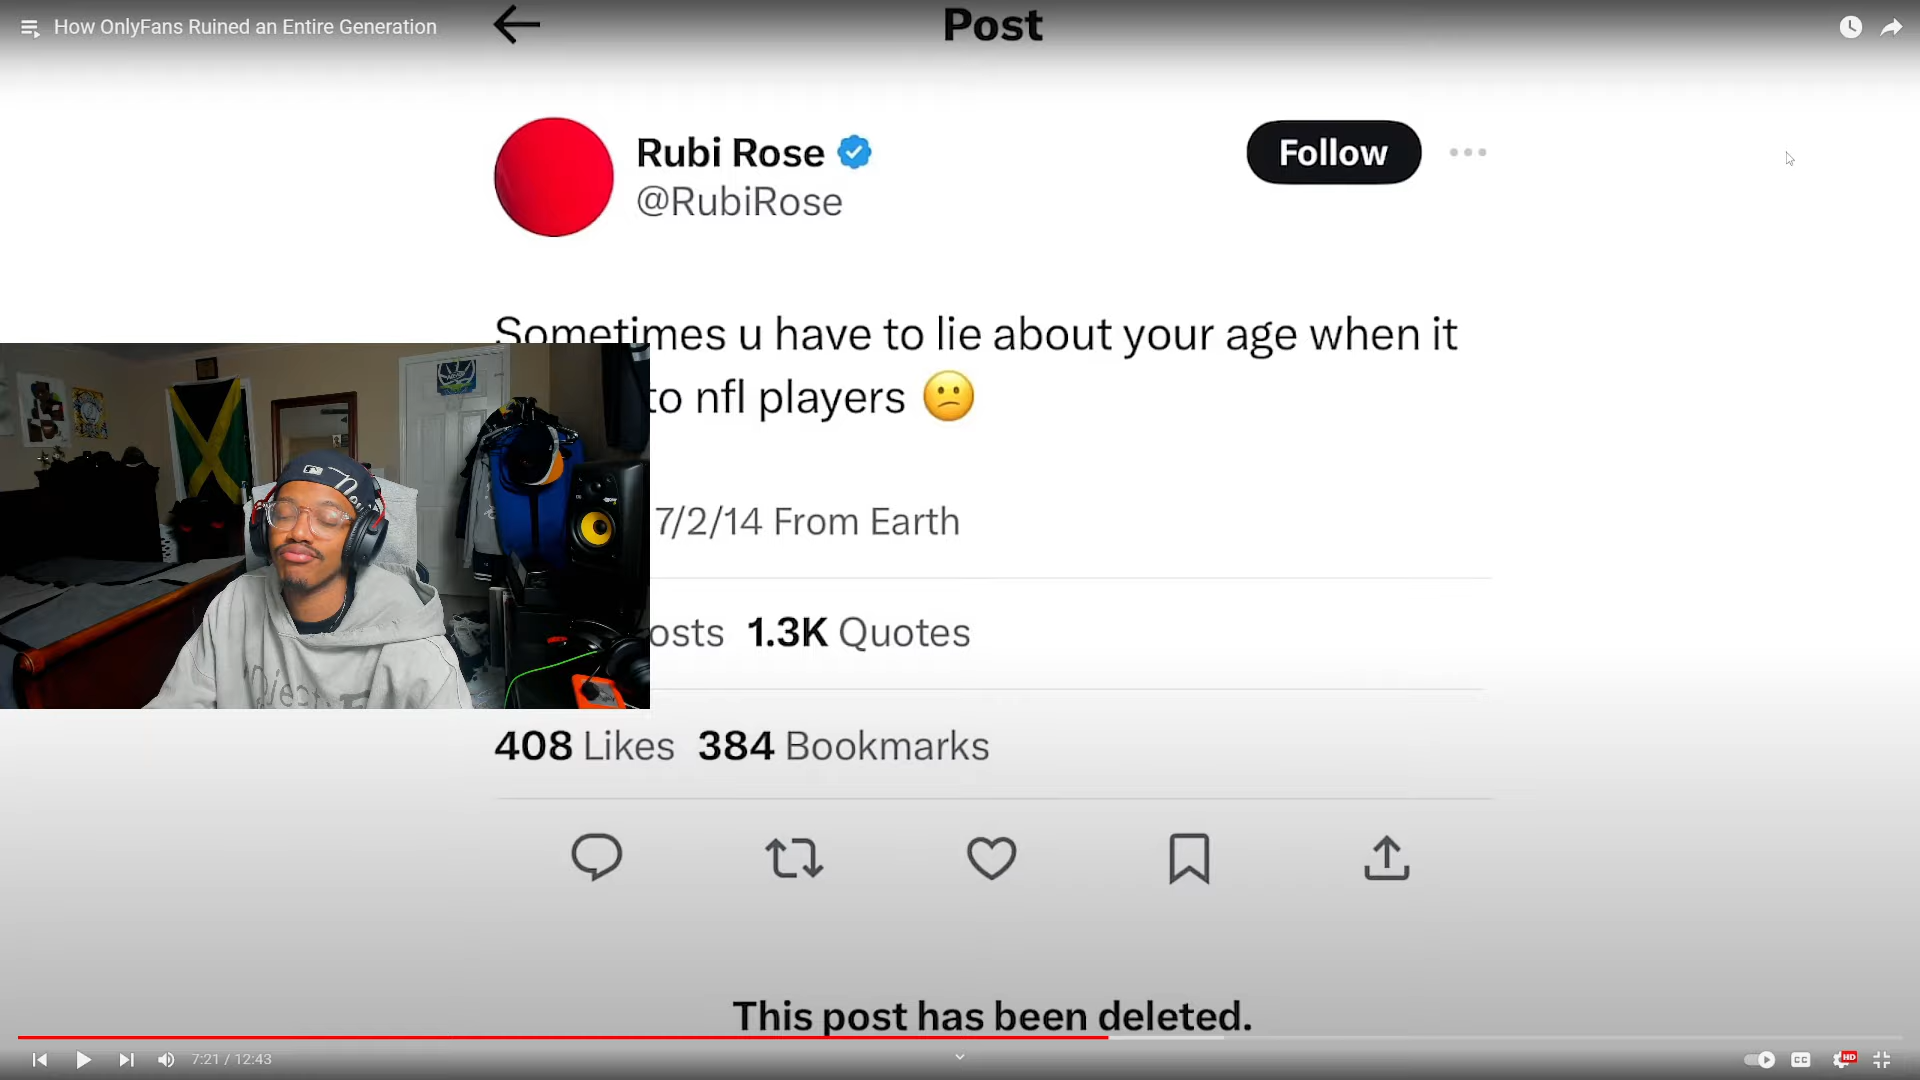 How OnlyFans Ruined an Entire Generation
Post
Rubi Rose
@RubiRose
Follow
Sometimes u have to lie about your age when it
to nfl players 😕
7/2/14 From Earth
osts 1.3K Quotes
408 Likes 384 Bookmarks
This post has been deleted.
7:21 / 12:43
CC
HD